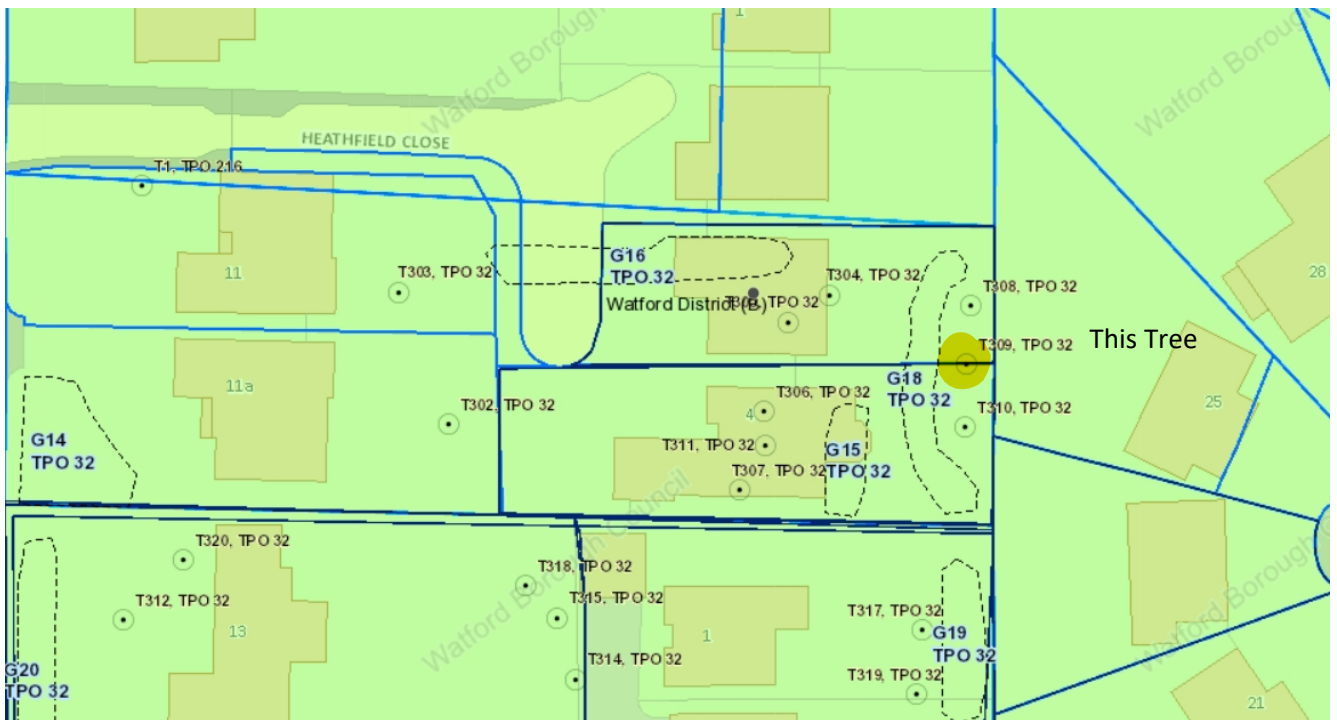 1
Watford Borough
Watford Borough
HEATHFIELD CLOSE
T1, TPO 216
G16
TPO 32
T303, TPO 32
11
T304, TPO 32
28
T308, TPO 32
Watford District (B)
TPO 32
T309, TPO 32
This Tree
11a
G18
TPO 32
T306, TPO 32
4
25
T302, TPO 32
T310, TPO 32
G14
TPO 32
T311, TPO 32
G15
TPO 32
T307, TPO 32
Watford Borough Council
T320, TPO 32
T318, TPO 32
T312, TPO 32
T315, TPO 32
T317, TPO 32
13
1
G19
TPO 32
Watford Borough
G20
TPO 32
T314, TPO 32
T319, TPO 32
21